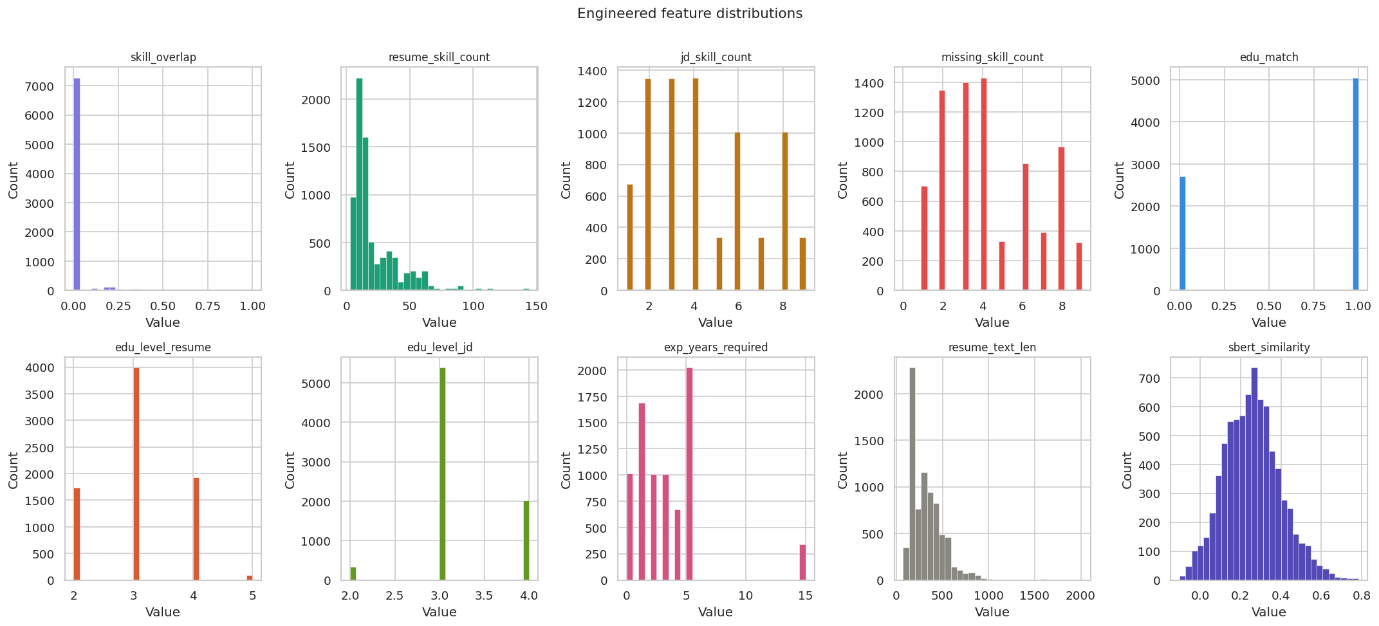 Engineered feature distributions
skill_overlap
Count
7000
6000
5000
4000
3000
2000
1000
0
0.00 0.25 0.50 0.75 1.00
Value
resume_skill_count
Count
2000
1500
1000
500
0
0 50 100 150
Value
jd_skill_count
Count
1400
1200
1000
800
600
400
200
0
2 4 6 8
Value
missing_skill_count
Count
1400
1200
1000
800
600
400
200
0
0 2 4 6 8
Value
edu_match
Count
5000
4000
3000
2000
1000
0
0.00 0.25 0.50 0.75 1.00
Value
edu_level_resume
Count
4000
3500
3000
2500
2000
1500
1000
500
0
2 3 4 5
Value
edu_level_jd
Count
5000
4000
3000
2000
1000
0
2.0 2.5 3.0 3.5 4.0
Value
exp_years_required
Count
2000
1750
1500
1250
1000
750
500
250
0
0 5 10 15
Value
resume_text_len
Count
2000
1500
1000
500
0
0 500 1000 1500 2000
Value
sbert_similarity
Count
700
600
500
400
300
200
100
0
0.0 0.2 0.4 0.6 0.8
Value